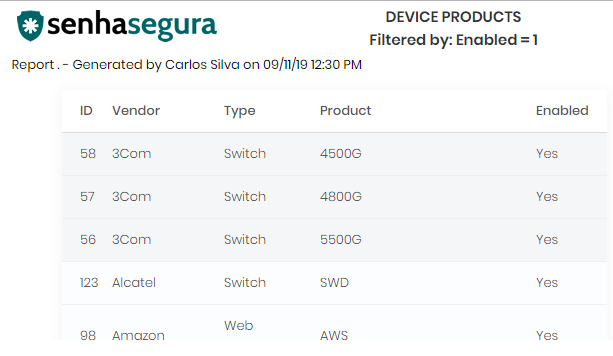 senhasegura
DEVICE PRODUCTS
Filtered by: Enabled = 1
Report . - Generated by Carlos Silva on 09/11/19 12:30 PM
ID Vendor Type Product Enabled
58 3Com Switch 4500G Yes
57 3Com Switch 4800G Yes
56 3Com Switch 5500G Yes
123 Alcatel Switch SWD Yes
Web
98 Amazon AWS Yes